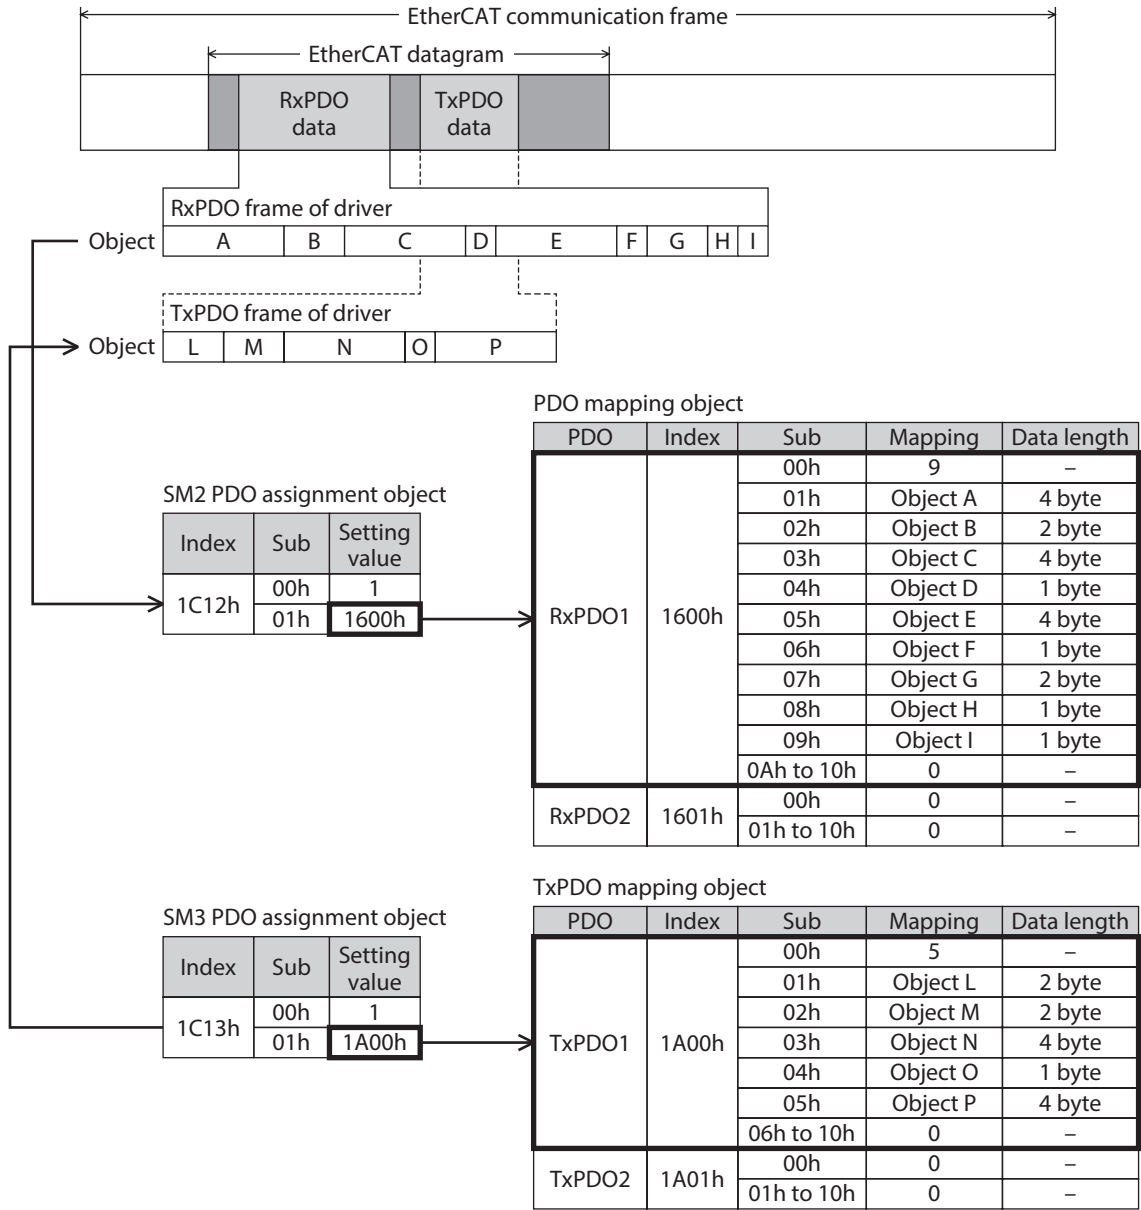 EtherCAT communication frame
EtherCAT datagram
RxPDO data TxPDO data
RxPDO frame of driver
Object A B C D E F G H I
TxPDO frame of driver
Object L M N O P
PDO mapping object
PDO Index Sub Mapping Data length
RxPDO1 1600h
00h 9 –
01h Object A 4 byte
02h Object B 2 byte
03h Object C 4 byte
04h Object D 1 byte
05h Object E 4 byte
06h Object F 1 byte
07h Object G 2 byte
08h Object H 1 byte
09h Object I 1 byte
0Ah to 10h 0 –
RxPDO2 1601h
00h 0 –
01h to 10h 0 –
SM2 PDO assignment object
Index Sub Setting value
1C12h
00h 1
01h 1600h
TxPDO mapping object
PDO Index Sub Mapping Data length
TxPDO1 1A00h
00h 5 –
01h Object L 2 byte
02h Object M 2 byte
03h Object N 4 byte
04h Object O 1 byte
05h Object P 4 byte
06h to 10h 0 –
TxPDO2 1A01h
00h 0 –
01h to 10h 0 –
SM3 PDO assignment object
Index Sub Setting value
1C13h
00h 1
01h 1A00h